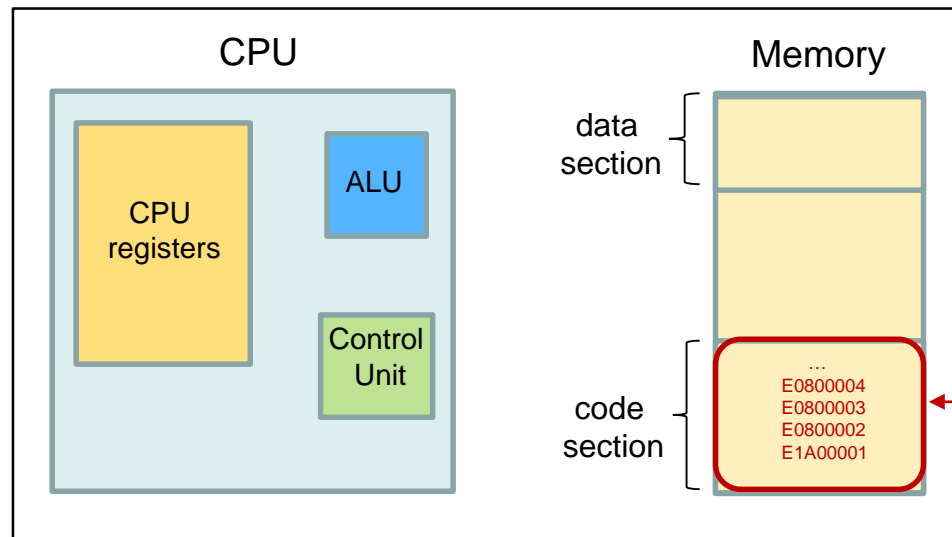 CPU
CPU
registers
ALU
Control
Unit
Memory
data
section
code
section
...
E0800004
E0800003
E0800002
E1A00001